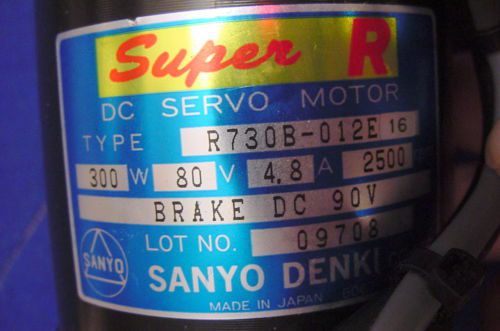 Super R
DC SERVO MOTOR
TYPE R730B-012E 16
300 W 80 V 4.8 A 2500
BRAKE DC 90V
LOT NO. 09708
SANYO
SANYO DENKI
MADE IN JAPAN